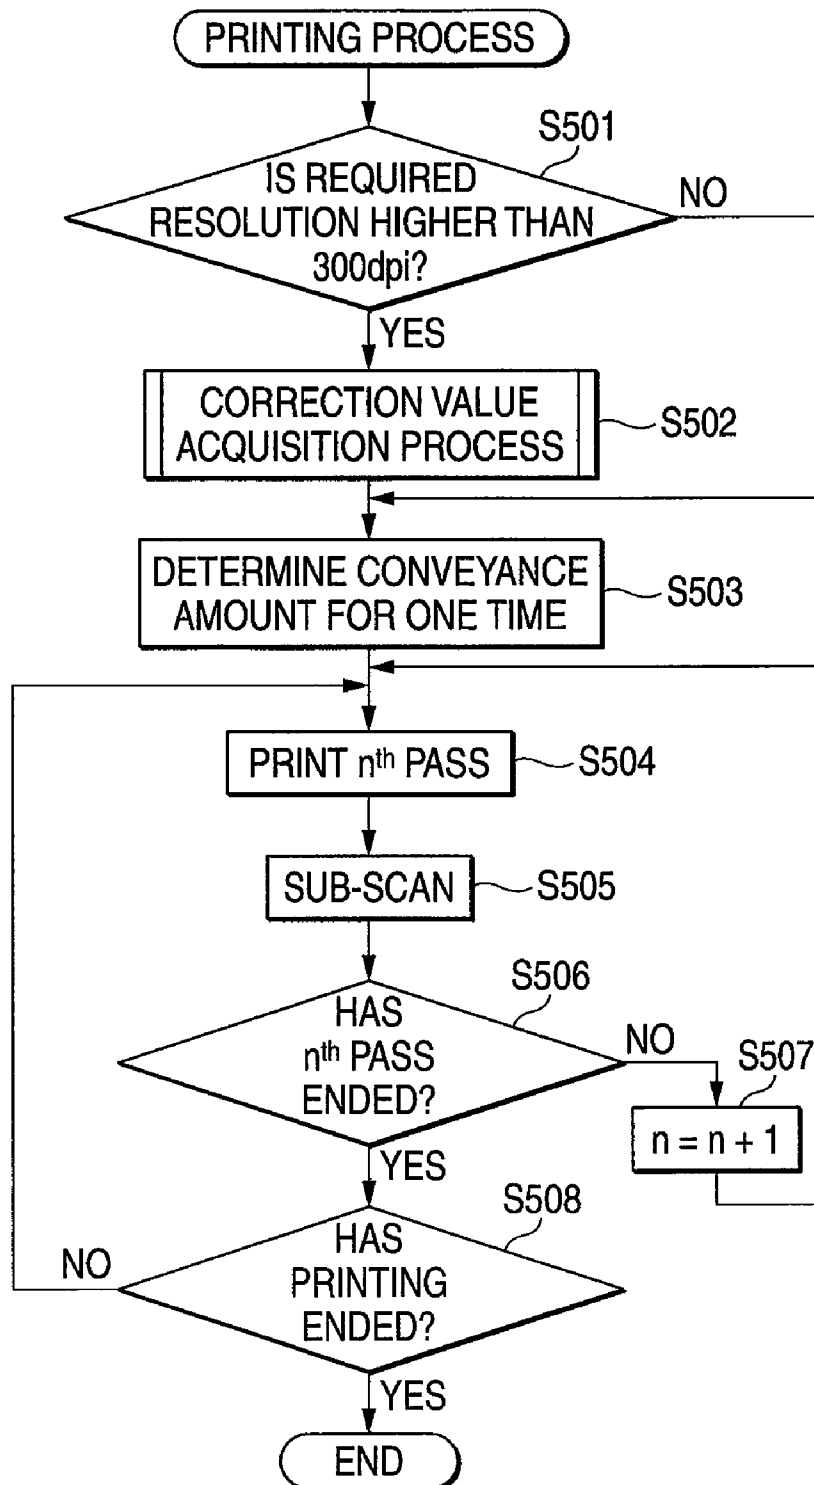 PRINTING PROCESS
S501
IS REQUIRED
RESOLUTION HIGHER THAN
300dpi?
NO
YES
CORRECTION VALUE
ACQUISITION PROCESS
S502
DETERMINE CONVEYANCE
AMOUNT FOR ONE TIME
S503
PRINT nth PASS
S504
SUB-SCAN
S505
S506
HAS
nth PASS
ENDED?
NO
S507
n = n + 1
YES
S508
HAS
PRINTING
ENDED?
NO
YES
END